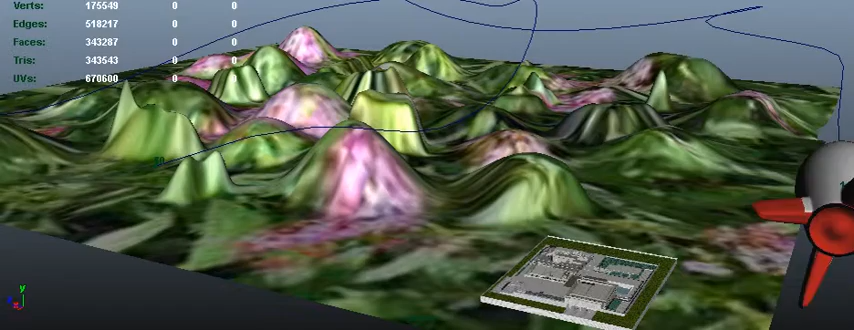 Verts: 175549 0 0
Edges: 518217 0 0
Faces: 343287 0 0
Tris: 343543 0 0
UVs: 670600 0 0
y